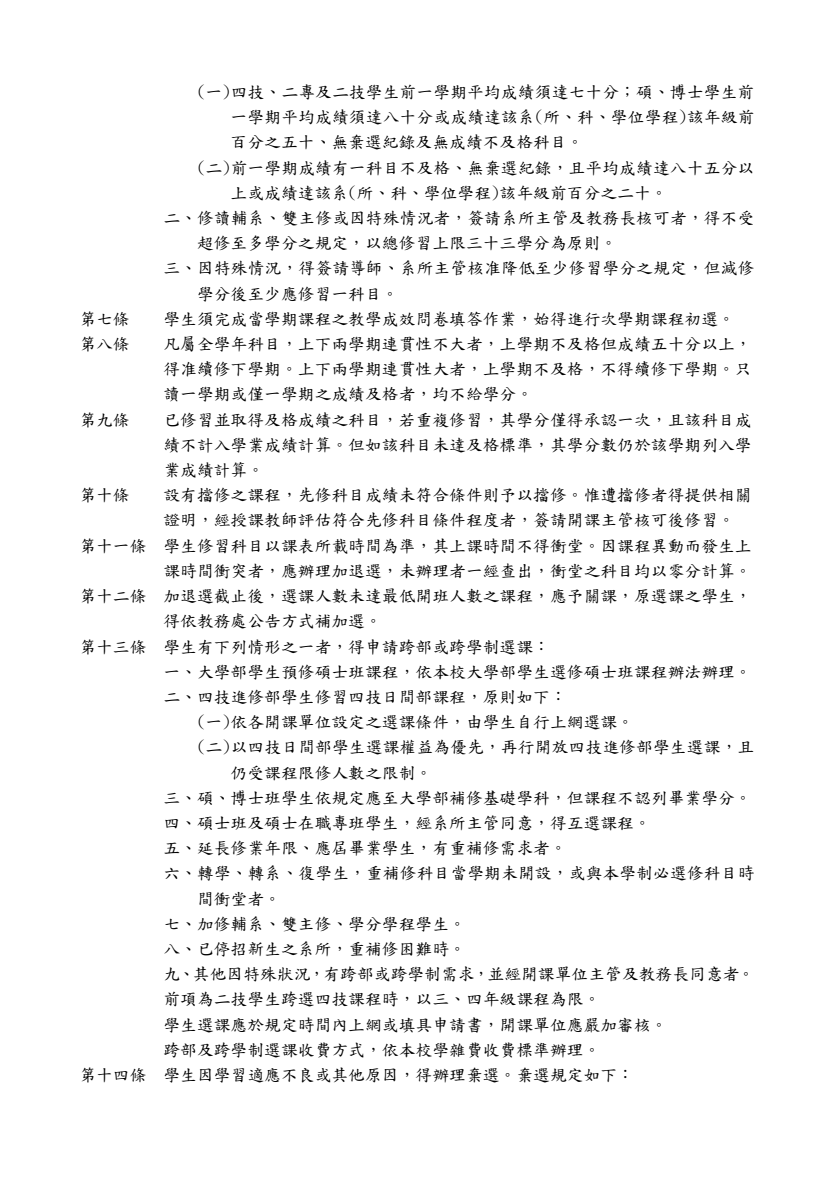 (一)四技、二專及二技學生前一學期平均成績須達七十分；碩、博士學生前
一學期平均成績須達八十分或成績達該系(所、科、學位學程)該年級前
百分之五十、無棄選紀錄及無成績不及格科目。
(二)前一學期成績有一科目不及格、無棄選紀錄，且平均成績達八十五分以
上或成績達該系(所、科、學位學程)該年級前百分之二十。
二、修讀輔系、雙主修或因特殊情況者，簽請系所主管及教務長核可者，得不受
超修至多學分之規定，以總修習上限三十三學分為原則。
三、因特殊情況，得簽請導師、系所主管核准降低至少修習學分之規定，但減修
學分後至少應修習一科目。
第七條 學生須完成當學期課程之教學成效問卷填答作業，始得進行次學期課程初選。
第八條 凡屬全學年科目，上下兩學期連貫性不大者，上學期不及格但成績五十分以上，
得准續修下學期。上下兩學期連貫性大者，上學期不及格，不得續修下學期。只
讀一學期或僅一學期之成績及格者，均不給學分。
第九條 已修習並取得及格成績之科目，若重複修習，其學分僅得承認一次，且該科目成
績不計入學業成績計算。但如該科目未達及格標準，其學分數仍於該學期列入學
業成績計算。
第十條 設有擋修之課程，先修科目成績未符合條件則予以擋修。惟遭擋修者得提供相關
證明，經授課教師評估符合先修科目條件程度者，簽請開課主管核可後修習。
第十一條 學生修習科目以課表所載時間為準，其上課時間不得衝堂。因課程異動而發生上
課時間衝突者，應辦理加退選，未辦理者一經查出，衝堂之科目均以零分計算。
第十二條 加退選截止後，選課人數未達最低開班人數之課程，應予關課，原選課之學生，
得依教務處公告方式補加選。
第十三條 學生有下列情形之一者，得申請跨部或跨學制選課：
一、大學部學生預修碩士班課程，依本校大學部學生選修碩士班課程辦法辦理。
二、四技進修部學生修習四技日間部課程，原則如下：
(一)依各開課單位設定之選課條件，由學生自行上網選課。
(二)以四技日間部學生選課權益為優先，再行開放四技進修部學生選課，且
仍受課程限修人數之限制。
三、碩、博士班學生依規定應至大學部補修基礎學科，但課程不認列畢業學分。
四、碩士班及碩士在職專班學生，經系所主管同意，得互選課程。
五、延長修業年限、應屆畢業學生，有重補修需求者。
六、轉學、轉系、復學生，重補修科目當學期未開設，或與本學制必選修科目時
間衝堂者。
七、加修輔系、雙主修、學分學程學生。
八、已停招新生之系所，重補修困難時。
九、其他因特殊狀況，有跨部或跨學制需求，並經開課單位主管及教務長同意者。
前項為二技學生跨選四技課程時，以三、四年級課程為限。
學生選課應於規定時間內上網或填具申請書，開課單位應嚴加審核。
跨部及跨學制選課收費方式，依本校學雜費收費標準辦理。
第十四條 學生因學習適應不良或其他原因，得辦理棄選。棄選規定如下：